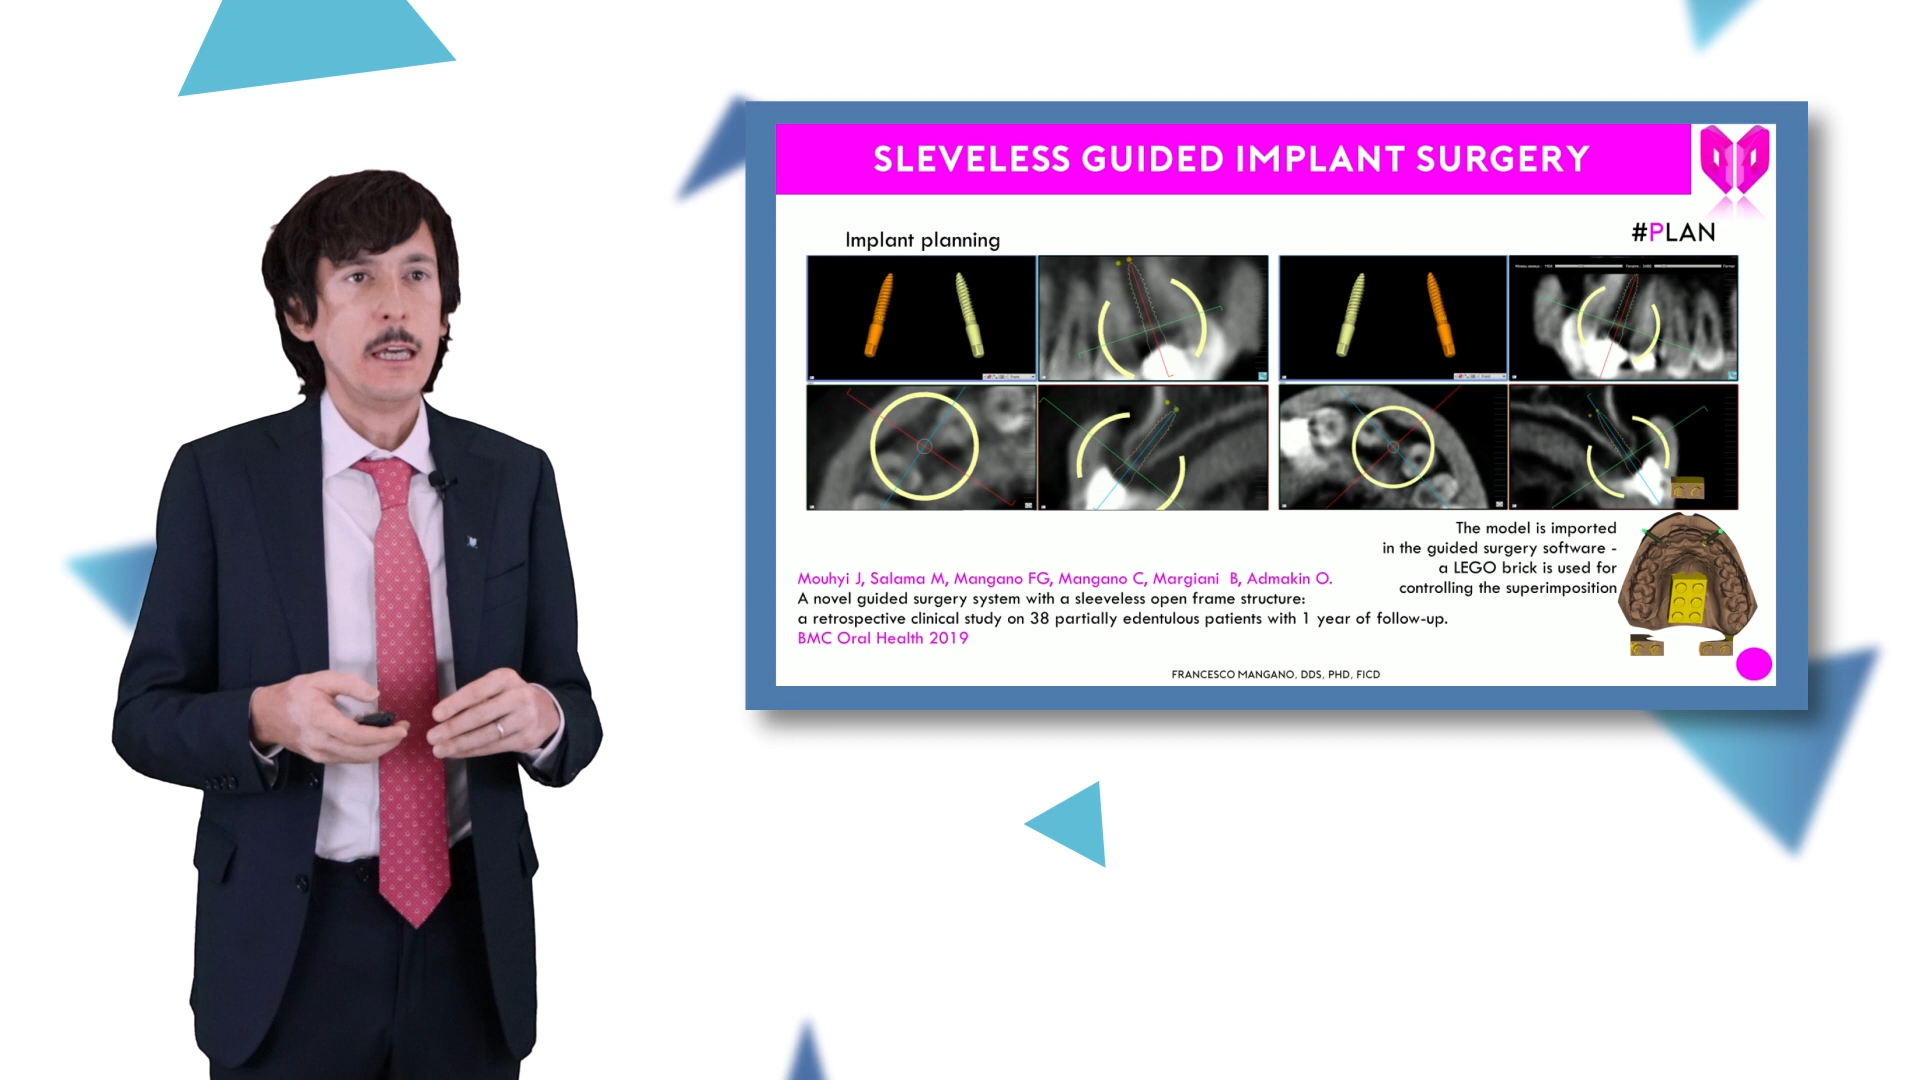 SLEVELESS GUIDED IMPLANT SURGERY
Implant planning
#PLAN
The model is imported
in the guided surgery software -
a LEGO brick is used for
controlling the superimposition
Mouhyi J, Salama M, Mangano FG, Mangano C, Margiani B, Admakin O.
A novel guided surgery system with a sleeveless open frame structure:
a retrospective clinical study on 38 partially edentulous patients with 1 year of follow-up.
BMC Oral Health 2019
FRANCESCO MANGANO, DDS, PHD, FICD